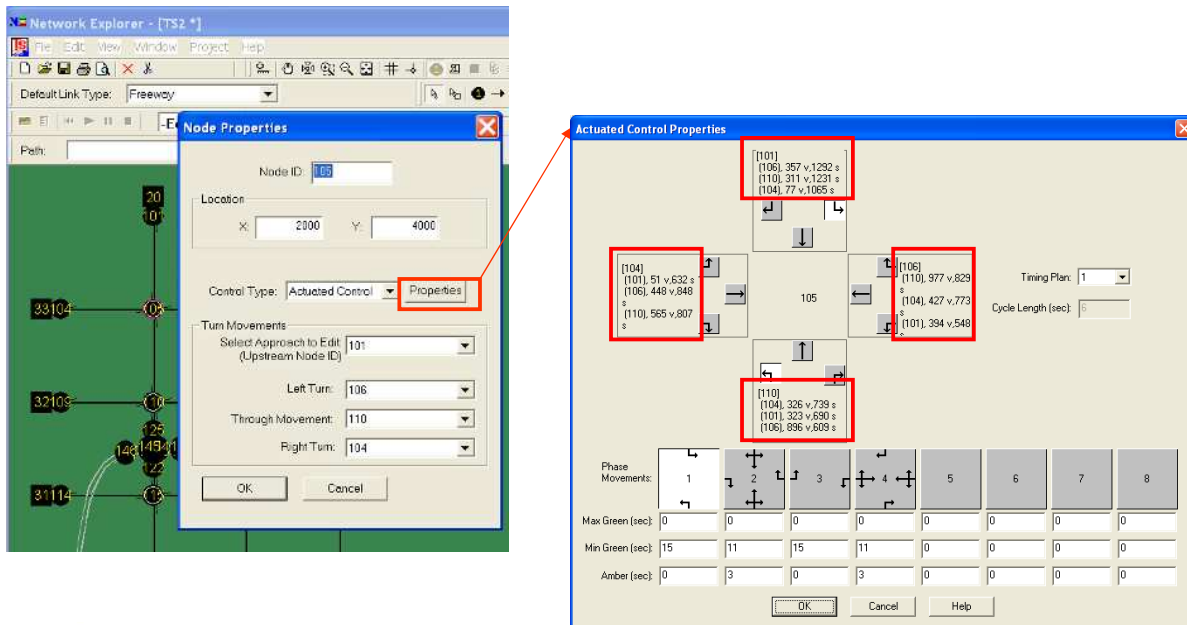 Network Explorer - [TS2 *]
File Edit View Window Project Help
Default Link Type: Freeway
Path:
20
101
33104
32109
125
122
31114
Node Properties
Node ID: 105
Location
X: 2000 Y: 4000
Control Type: Actuated Control Properties
Turn Movements
Select Approach to Edit 101
(Upstream Node ID)
Left Turn: 106
Through Movement: 110
Right Turn: 104
OK Cancel
Actuated Control Properties
[101]
(106), 357 v,1292 s
(110), 311 v,1231 s
(104), 77 v,1065 s
[104]
(101), 51 v,632 s
(106), 448 v,848
s
(110), 565 v,807
s
105
[106]
(110), 977 v,829
s
(104), 427 v,773
s
(101), 394 v,548
Timing Plan: 1
Cycle Length (sec): 6
[110]
(104), 326 v,739 s
(101), 323 v,690 s
(106), 896 v,609 s
Phase
Movements: 1 2 3 4 5 6 7 8
Max Green (sec): 0 0 0 0 0 0 0 0
Min Green (sec): 15 11 15 11 0 0 0 0
Amber (sec): 0 3 0 3 0 0 0 0
OK Cancel Help